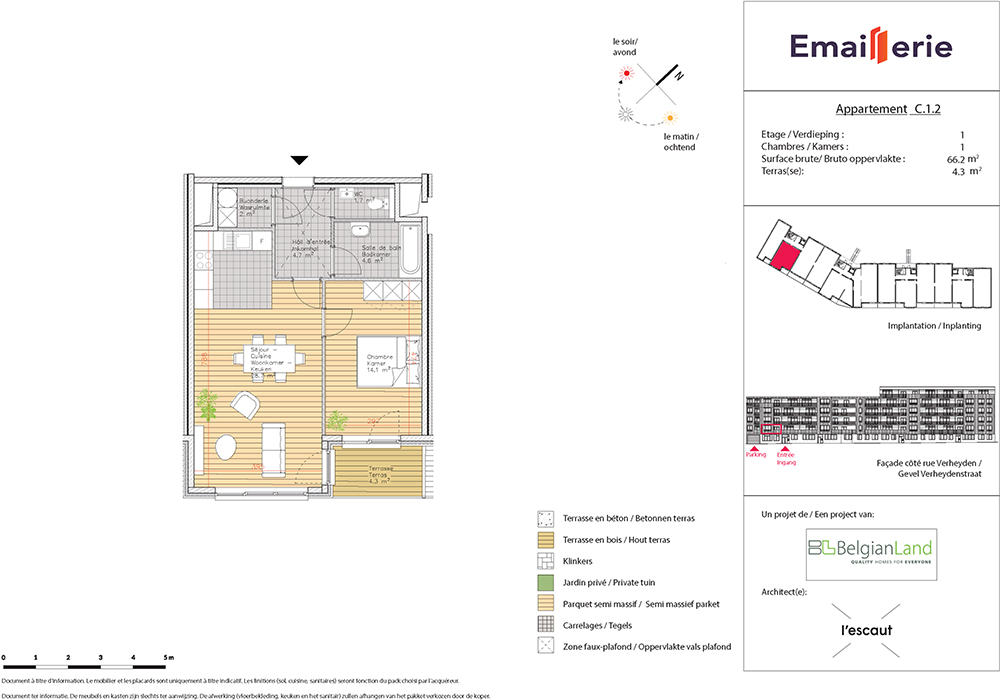 le soir/
avond
N
le matin /
ochtend
Emaillerie
Appartement C.1.2
Etage / Verdieping : 1
Chambres / Kamers : 1
Surface brute/ Bruto oppervlakte : 66.2 m²
Terras(se): 4.3 m²
Buanderie
Wasruimte
2. m²
WC
1.7 m²
F
Hall d'entrée
Inkomhal
4.7 m²
Salle de bain
Badkamer
4.6 m²
Séjour -
Cuisine
Woonkamer -
Keuken
Chambre
Kamer
14.1 m²
Terrasse
Terras
4.3 m²
Implantation / Inplanting
Parking
Entrée
Ingang
Façade côté rue Verheyden /
Gevel Verheydenstraat
Terrasse en béton / Betonnen terras
Terrasse en bois / Hout terras
Klinkers
Jardin privé / Private tuin
Parquet semi massif / Semi massief parket
Carrelages / Tegels
Zone faux-plafond / Oppervlakte vals plafond
Un projet de / Een project van:
BelgianLand
QUALITY HOMES FOR EVERYONE
Architect(e):
l'escaut
0 1 2 3 4 5 m
Document à titre d'information. Le mobilier et les placards sont uniquement à titre indicatif. Les finitions (sol, cuisine, sanitaires) seront fonction du pack choisi par l'acquéreur.
Document ter informatie. De meubels en kasten zijn slechts ter aanwijzing. De afwerking (vloerbekleding, keuken en het sanitair) zullen afhangen van het pakket verkozen door de koper.